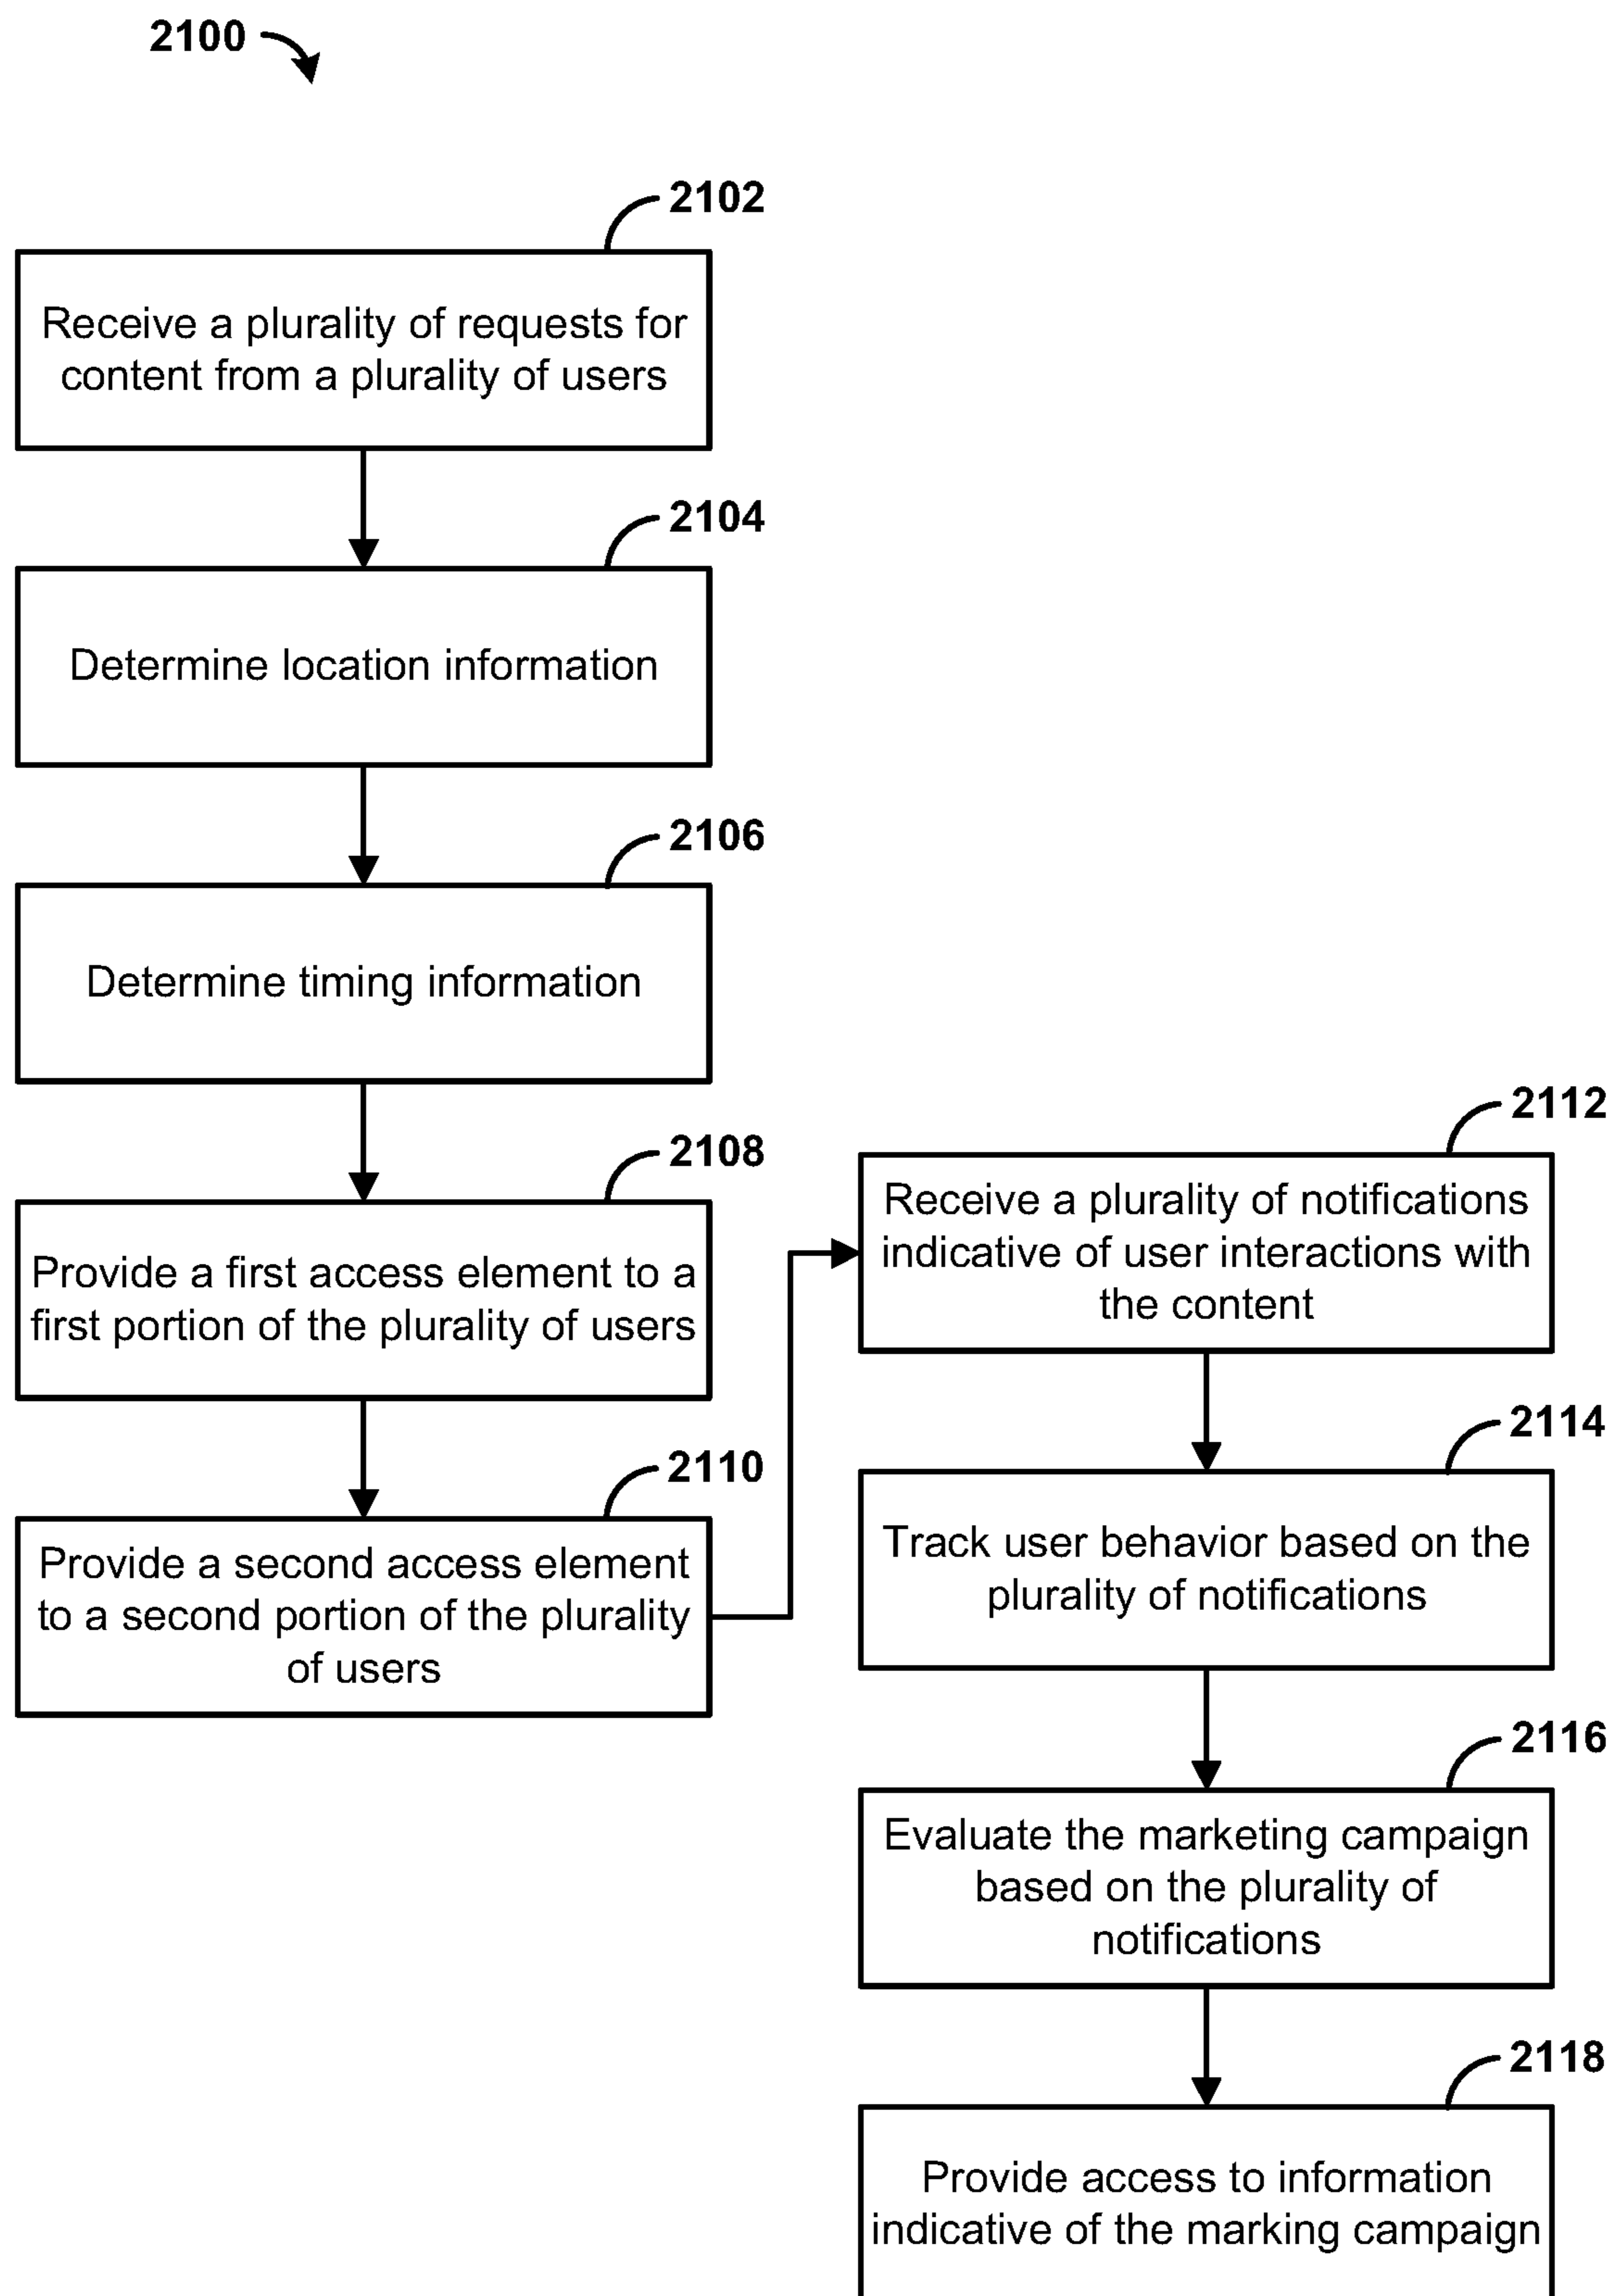 2100
2102
Receive a plurality of requests for
content from a plurality of users
2104
Determine location information
2106
Determine timing information
2108
Provide a first access element to a
first portion of the plurality of users
2110
Provide a second access element
to a second portion of the plurality
of users
2112
Receive a plurality of notifications
indicative of user interactions with
the content
2114
Track user behavior based on the
plurality of notifications
2116
Evaluate the marketing campaign
based on the plurality of
notifications
2118
Provide access to information
indicative of the marking campaign